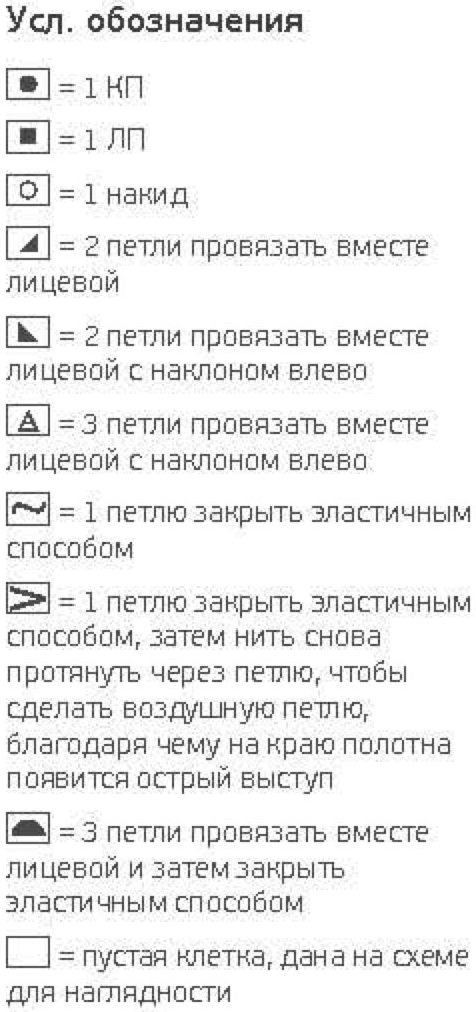 Усл. обозначения
= 1 КП
= 1 ЛП
= 1 накид
= 2 петли провязать вместе
лицевой
= 2 петли провязать вместе
лицевой с наклоном влево
= 3 петли провязать вместе
лицевой с наклоном влево
= 1 петлю закрыть эластичным
способом
= 1 петлю закрыть эластичным
способом, затем нить снова
протянуть через петлю, чтобы
сделать воздушную петлю,
благодаря чему на краю полотна
появится острый выступ
= 3 петли провязать вместе
лицевой и затем закрыть
эластичным способом
= пустая клетка, дана на схеме
для наглядности